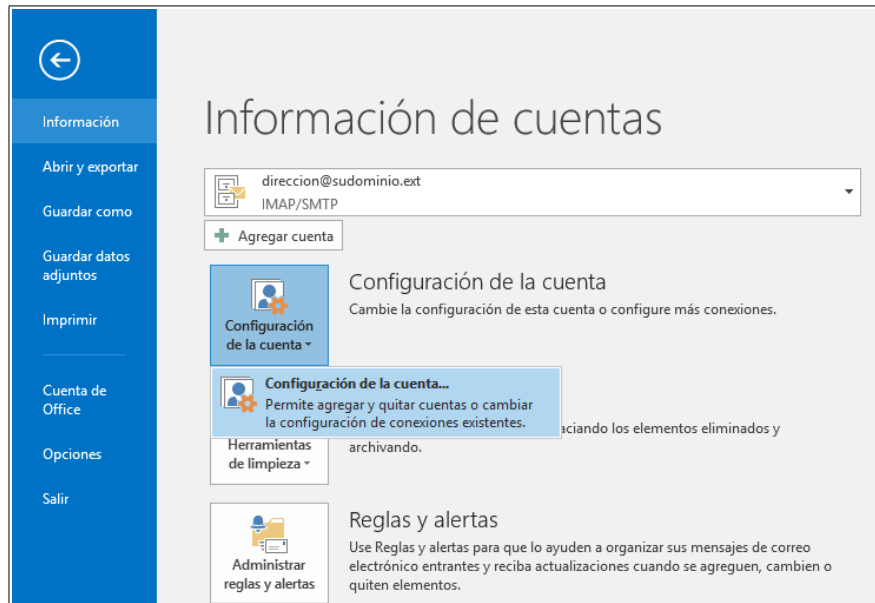 Información
Abrir y exportar
Guardar como
Guardar datos
adjuntos
Imprimir
Cuenta de
Office
Opciones
Salir
Información de cuentas
direccion@sudominio.ext
IMAP/SMTP
Agregar cuenta
Configuración
de la cuenta
Configuración de la cuenta
Cambie la configuración de esta cuenta o configure más conexiones.
Configuración de la cuenta...
Permite agregar y quitar cuentas o cambiar
la configuración de conexiones existentes.
Herramientas
de limpieza
aciando los elementos eliminados y
archivando.
Administrar
reglas y alertas
Reglas y alertas
Use Reglas y alertas para que lo ayuden a organizar sus mensajes de correo
electrónico entrantes y reciba actualizaciones cuando se agreguen, cambien o
quiten elementos.